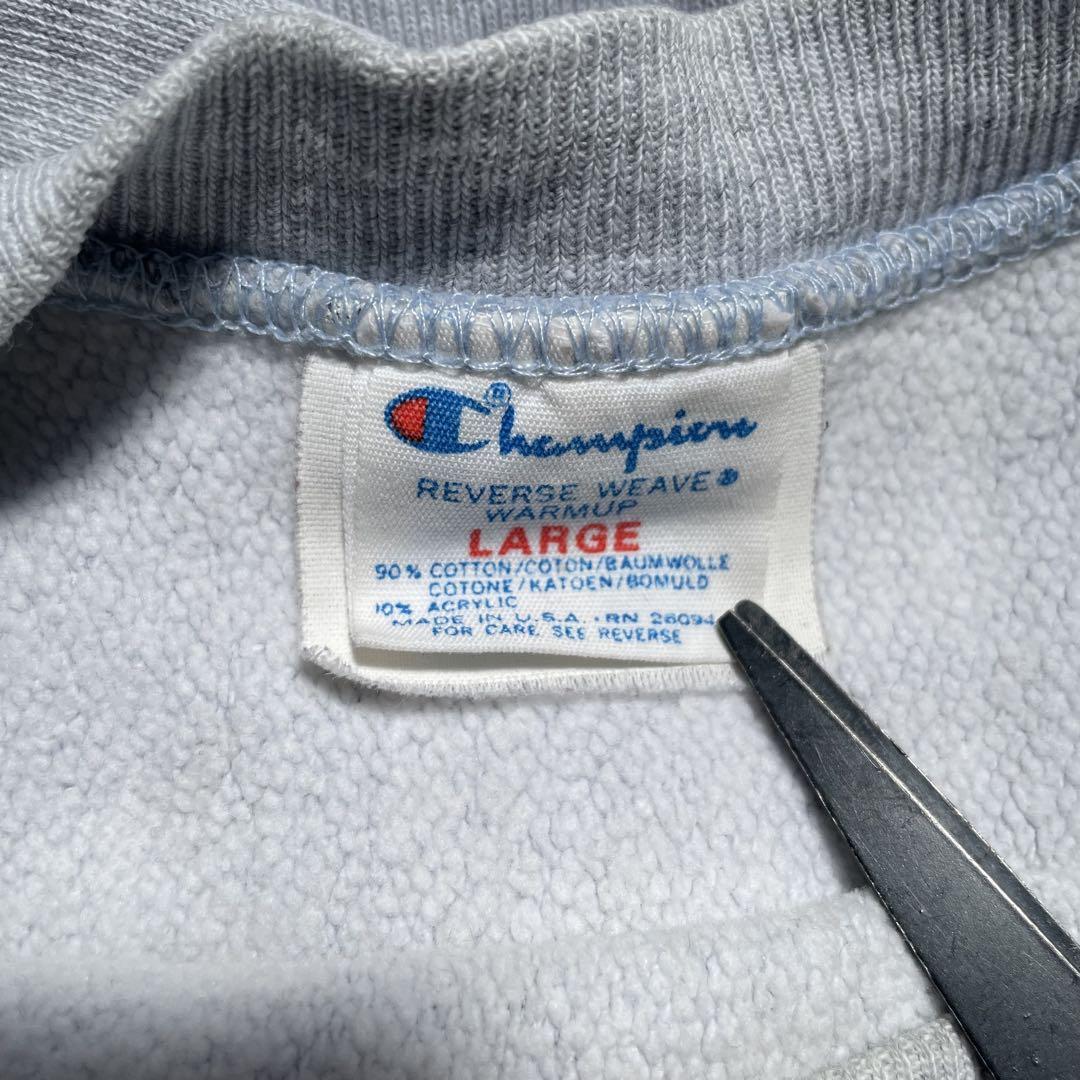 Champion®
REVERSE WEAVE®
WARMUP
LARGE
90% COTTON/COTON/BAUMWOLLE
COTONE/KATOEN/BOMULD
10% ACRYLIC
MADE IN U.S.A. · RN 26094
FOR CARE SEE REVERSE